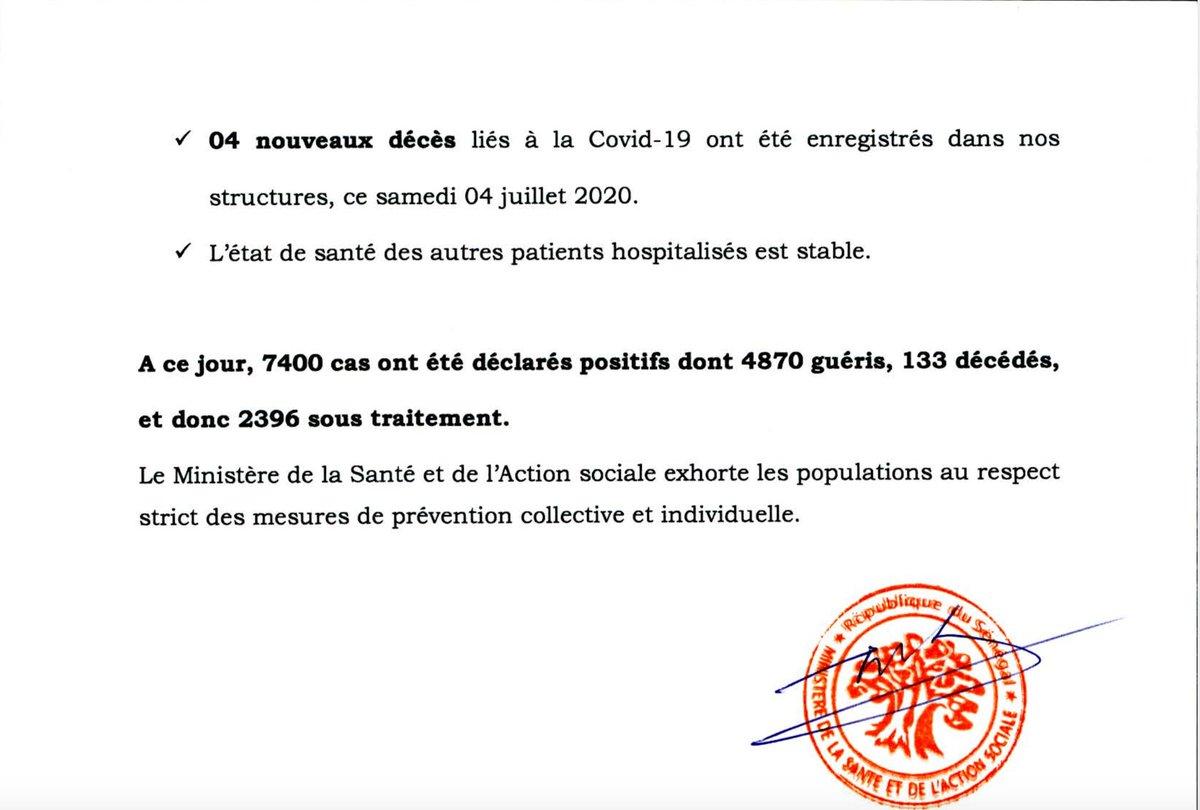 ✓ 04 nouveaux décès liés à la Covid-19 ont été enregistrés dans nos
structures, ce samedi 04 juillet 2020.
✓ L'état de santé des autres patients hospitalisés est stable.
A ce jour, 7400 cas ont été déclarés positifs dont 4870 guéris, 133 décédés,
et donc 2396 sous traitement.
Le Ministère de la Santé et de l'Action sociale exhorte les populations au respect
strict des mesures de prévention collective et individuelle.
★ République du Sénégal ★
MINISTERE DE LA SANTE ET DE L'ACTION SOCIALE